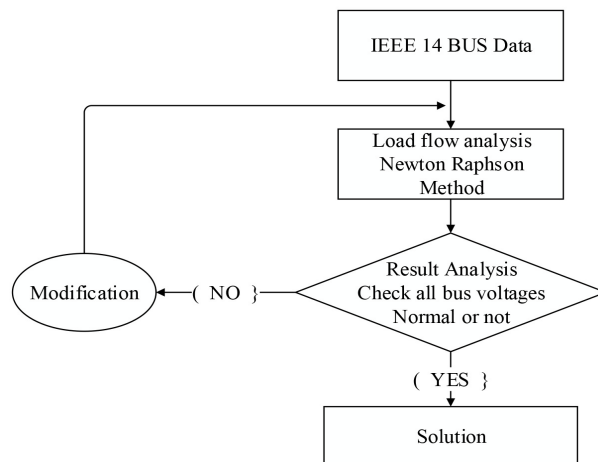 IEEE 14 BUS Data
Load flow analysis
Newton Raphson
Method
Result Analysis
Check all bus voltages
Normal or not
Modification
( NO }
( YES }
Solution